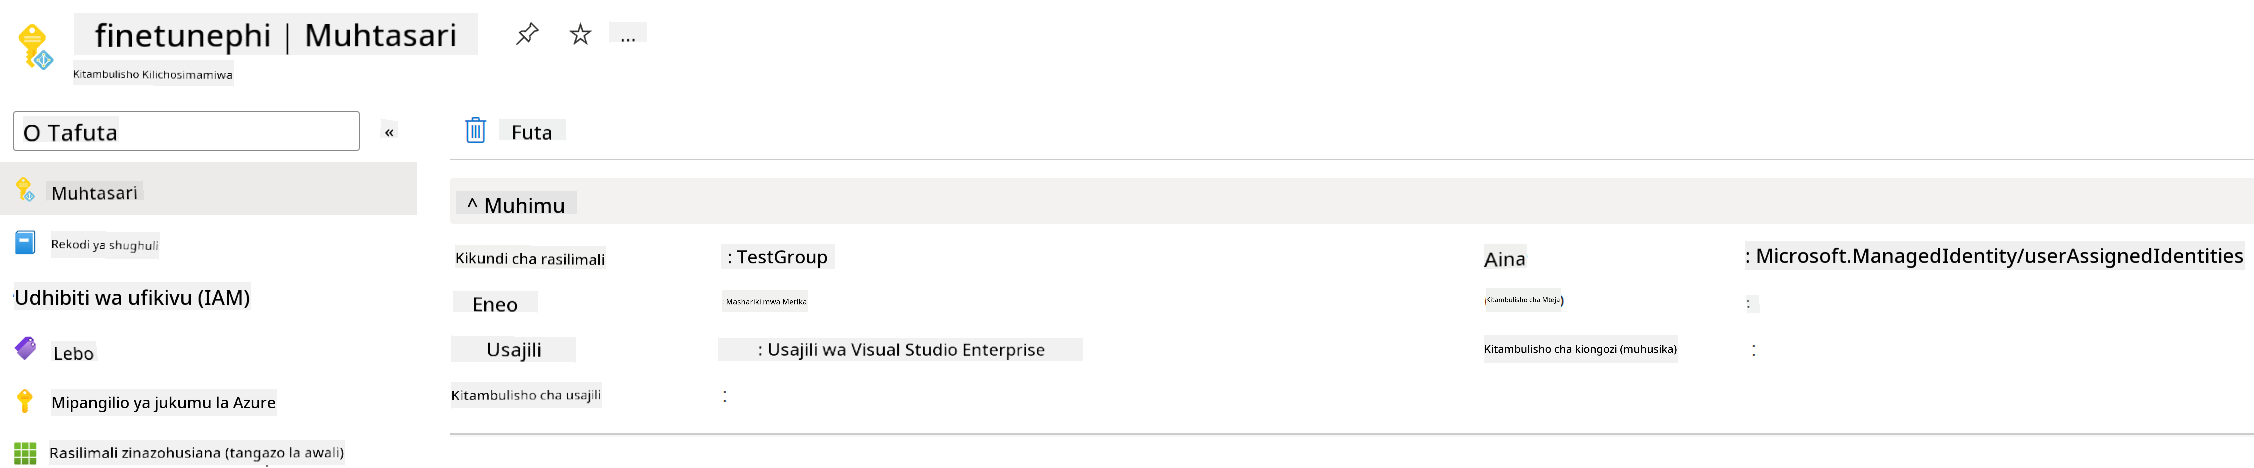 finetunephi | Muhtasari
...
Kitambulisho Kilichosimamiwa
O Tafuta
«
Futa
Muhtasari
^ Muhimu
Rekodi ya shughuli
Kikundi cha rasilimali : TestGroup
Aina : Microsoft.ManagedIdentity/userAssignedIdentities
Udhibiti wa ufikivu (IAM)
Eneo Mashariki mwa Merika
(Kitambulisho cha Mteja) :
Lebo
Usajili : Usajili wa Visual Studio Enterprise
Kitambulisho cha kiongozi (muhusika) :
Mipangilio ya jukumu la Azure
Kitambulisho cha usajili :
Rasilimali zinazohusiana (tangazo la awali)